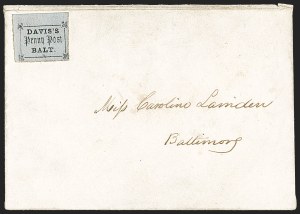 DAVIS'S
Penny Post
BALT.
Miss Caroline Lamden
Baltimore